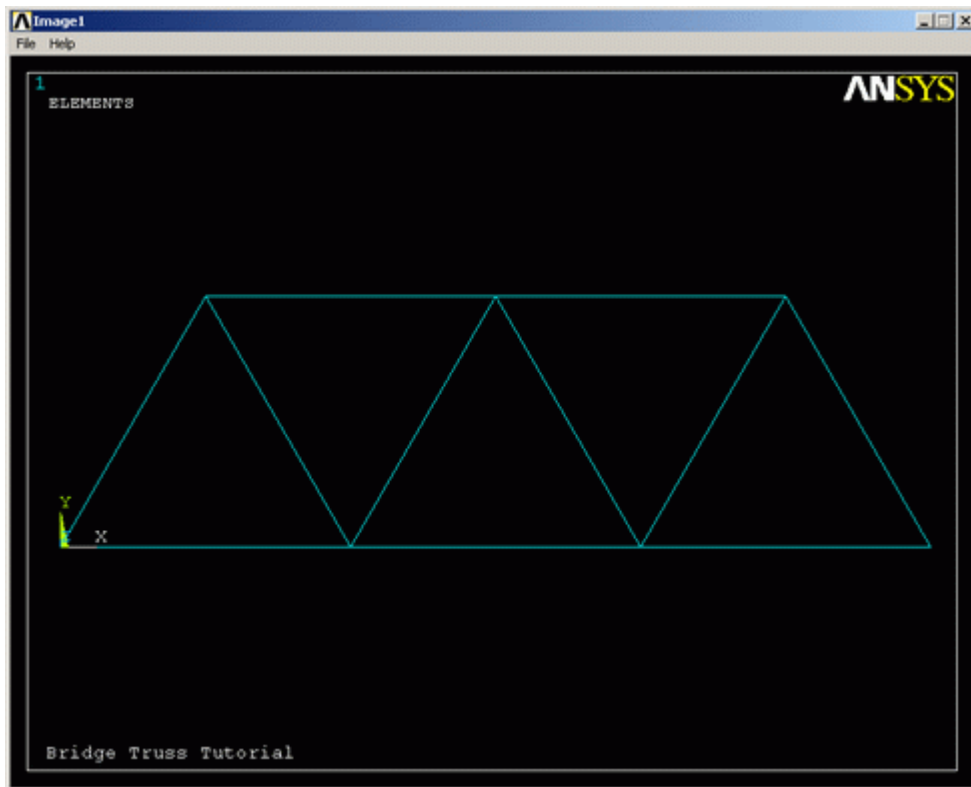 Image1
File Help
1
ELEMENTS
ANSYS
Y
X
Bridge Truss Tutorial